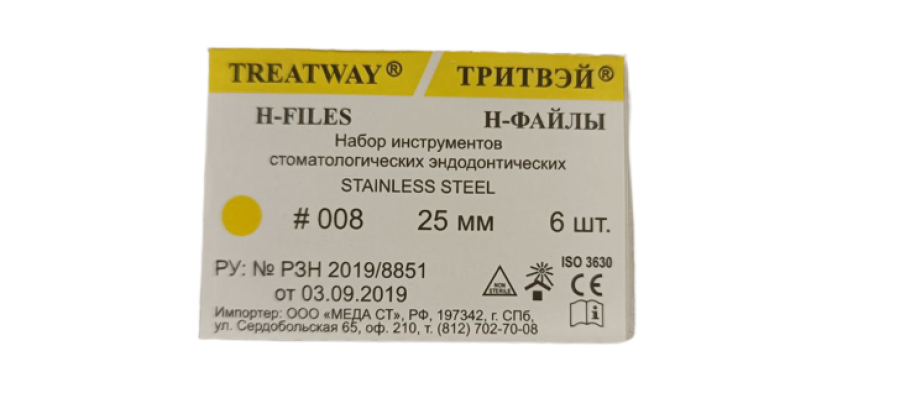 TREATWAY® ТРИТВЭЙ®
H-FILES Н-ФАЙЛЫ
Набор инструментов
стоматологических эндодонтических
STAINLESS STEEL
# 008 25 мм 6 шт.
ISO 3630
РУ: № РЗН 2019/8851
NON
STERILE
CE
от 03.09.2019
i
Импортер: ООО «МЕДА СТ», РФ, 197342, г. СПб,
ул. Сердобольская 65, оф. 210, т. (812) 702-70-08